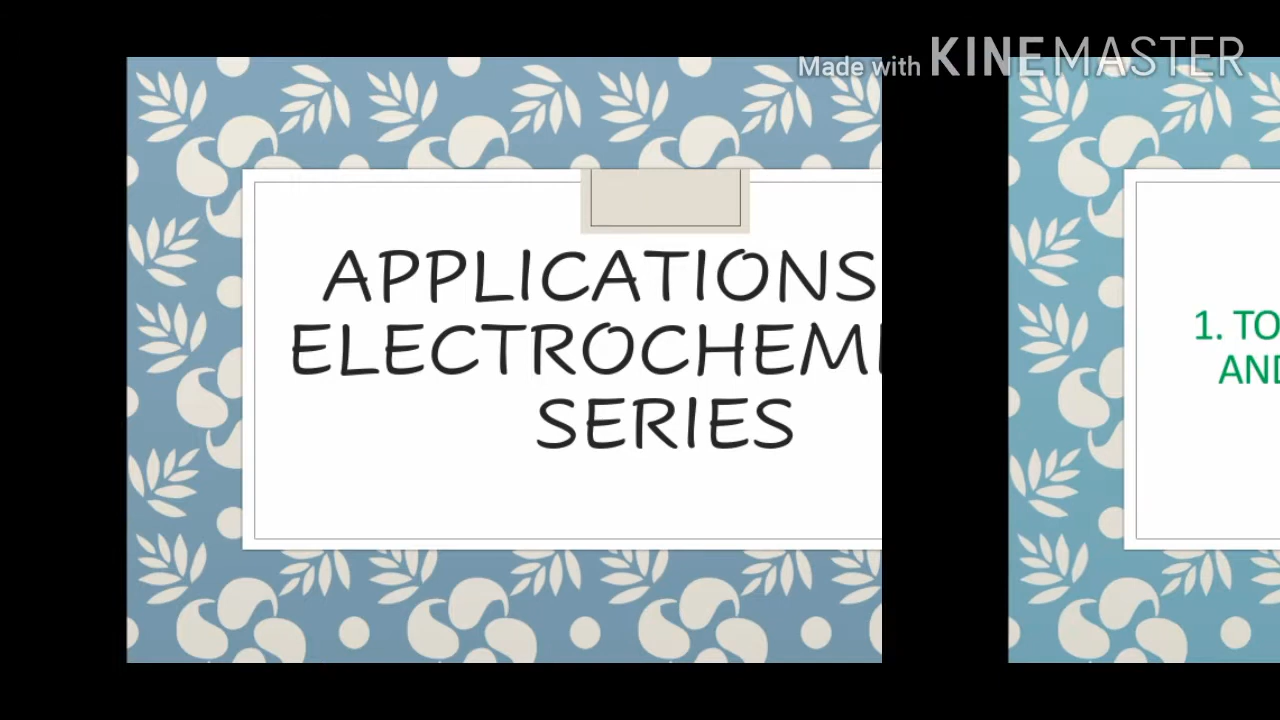 Made with KINEMASTER
APPLICATIONS
ELECTROCHEM
SERIES
1. TO
AND